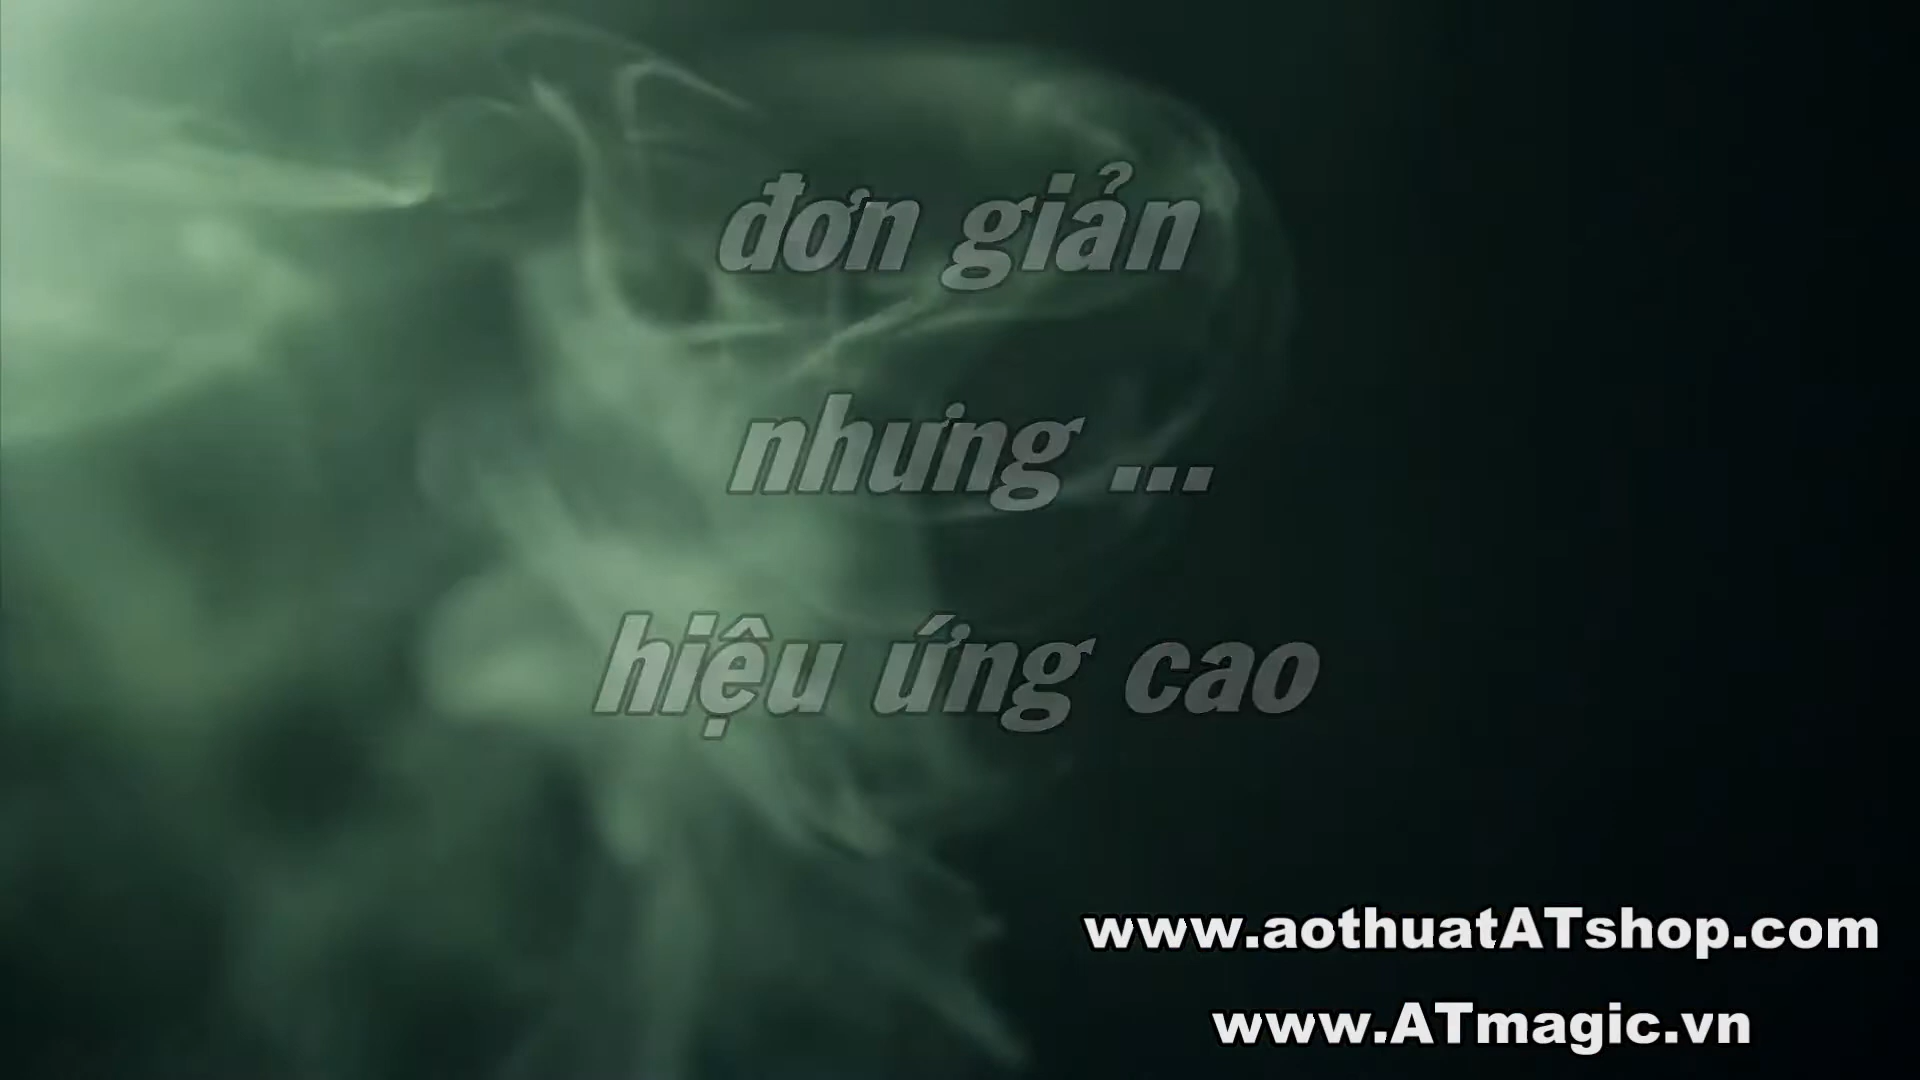 đơn giản
nhưng ...
hiệu ứng cao
www.aothuatATshop.com
www.ATmagic.vn